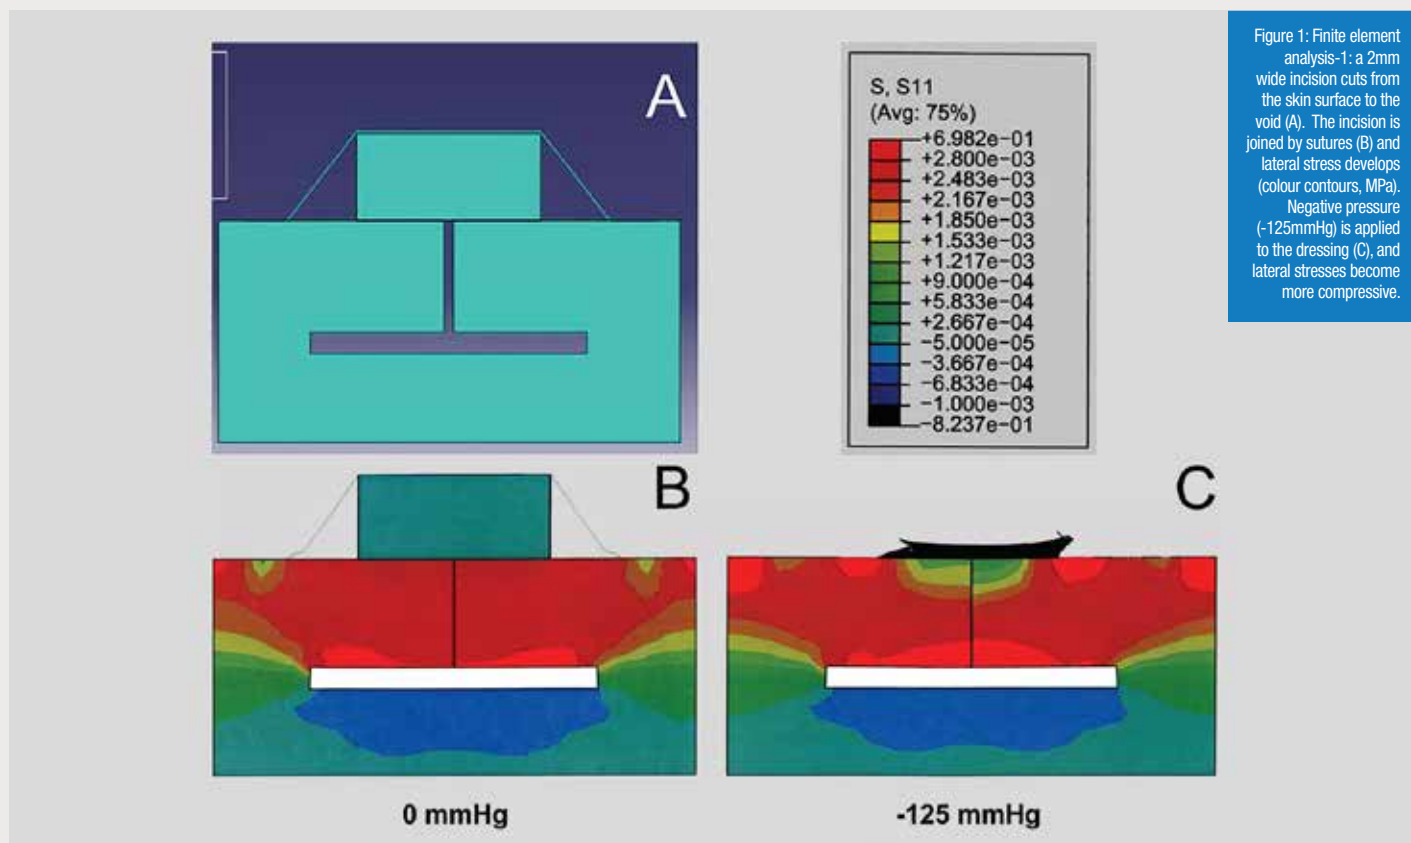 A
S, S11
(Avg: 75%)
+6.982e−01
+2.800e−03
+2.483e−03
+2.167e−03
+1.850e−03
+1.533e−03
+1.217e−03
+9.000e−04
+5.833e−04
+2.667e−04
−5.000e−05
−3.667e−04
−6.833e−04
−1.000e−03
−8.237e−01
Figure 1: Finite element
analysis-1: a 2mm
wide incision cuts from
the skin surface to the
void (A). The incision is
joined by sutures (B) and
lateral stress develops
(colour contours, MPa).
Negative pressure
(-125mmHg) is applied
to the dressing (C), and
lateral stresses become
more compressive.
B
C
0 mmHg
-125 mmHg